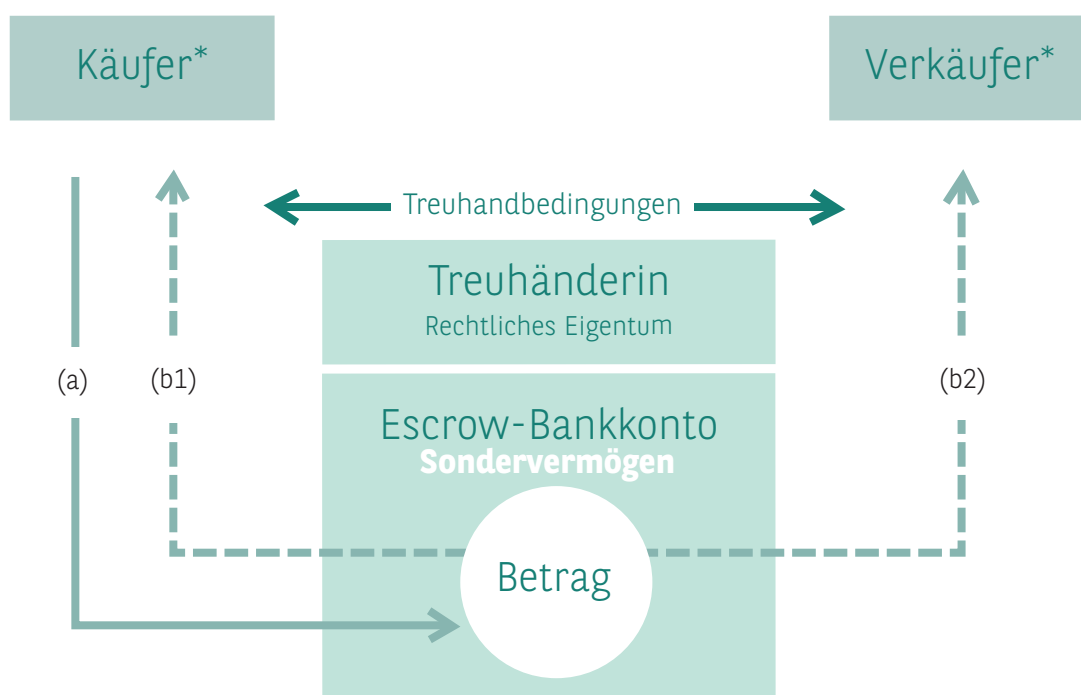 Käufer*
Verkäufer*
Treuhandbedingungen
Treuhänderin
Rechtliches Eigentum
(a)
(b1)
(b2)
Escrow-Bankkonto
Sondervermögen
Betrag